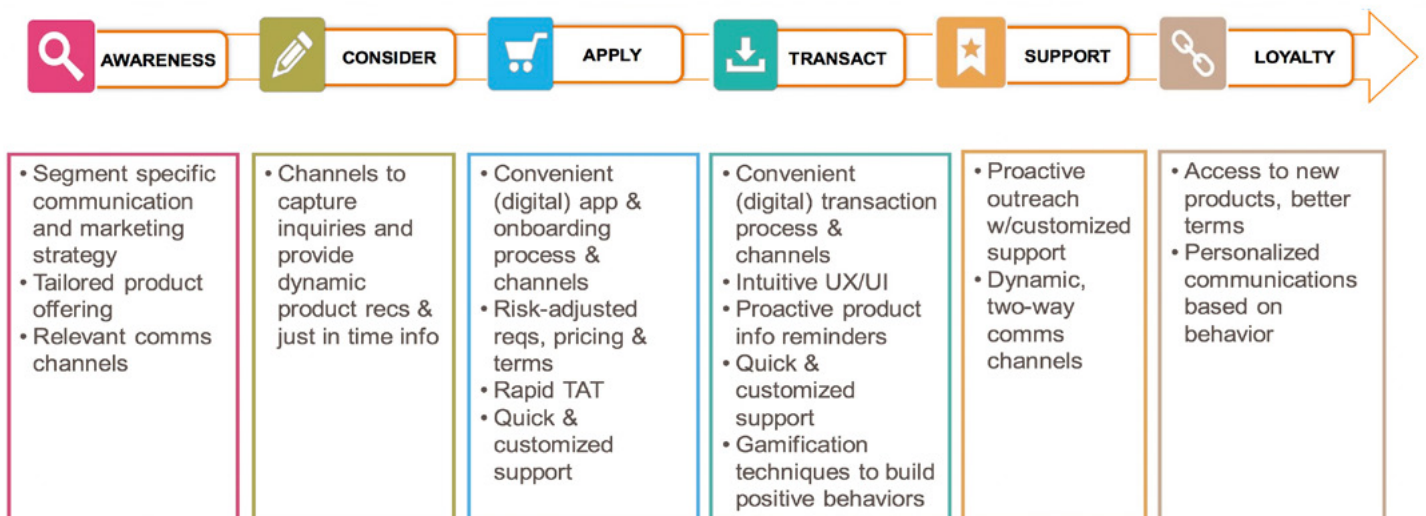 AWARENESS
CONSIDER
APPLY
TRANSACT
SUPPORT
LOYALTY
• Segment specific
communication
and marketing
strategy
• Tailored product
offering
• Relevant comms
channels
• Channels to
capture
inquiries and
provide
dynamic
product recs &
just in time info
• Convenient
(digital) app &
onboarding
process &
channels
• Risk-adjusted
reqs, pricing &
terms
• Rapid TAT
• Quick &
customized
support
• Convenient
(digital) transaction
process &
channels
• Intuitive UX/UI
• Proactive product
info reminders
• Quick &
customized
support
• Gamification
techniques to build
positive behaviors
• Proactive
outreach
w/customized
support
• Dynamic,
two-way
comms
channels
• Access to new
products, better
terms
• Personalized
communications
based on
behavior